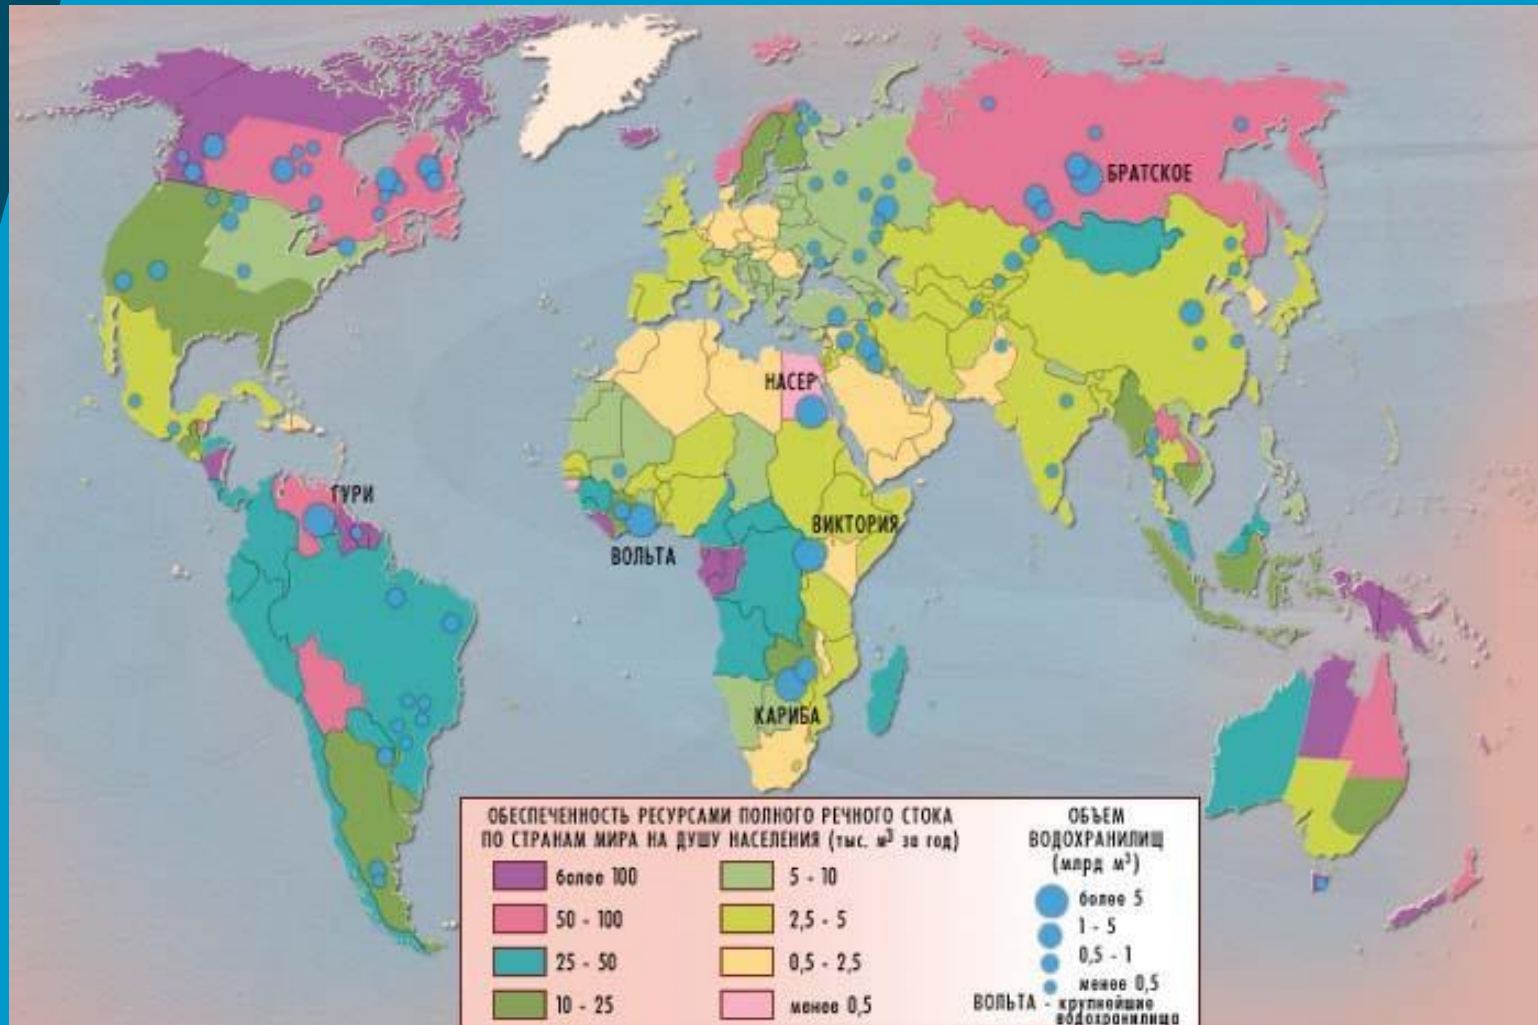 БРАТСКОЕ
НАСЕР
ГУРИ
ВИКТОРИЯ
ВОЛЬТА
КАРИБА
ОБЕСПЕЧЕННОСТЬ РЕСУРСАМИ ПОЛНОГО РЕЧНОГО СТОКА
ПО СТРАНАМ МИРА НА ДУШУ НАСЕЛЕНИЯ (тыс. м³ за год)
более 100
50 - 100
25 - 50
10 - 25
5 - 10
2,5 - 5
0,5 - 2,5
менее 0,5
ОБЪЕМ
ВОДОХРАНИЛИЩ
(млрд м³)
более 5
1 - 5
0,5 - 1
менее 0,5
ВОЛЬТА - крупнейшие
водохранилища